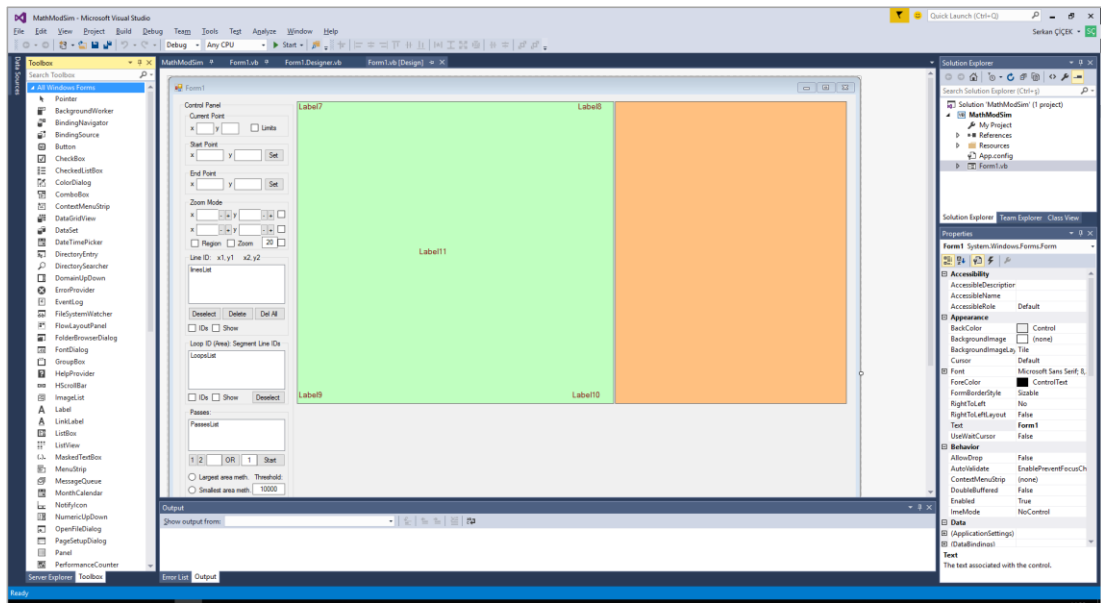 MathModSim - Microsoft Visual Studio
Quick Launch (Ctrl+Q)
File Edit View Project Build Debug Team Tools Test Analyze Window Help
Serkan ÇİÇEK
SC
Debug Any CPU Start
Data Sources
Toolbox
Search Toolbox
All Windows Forms
Pointer
BackgroundWorker
BindingNavigator
BindingSource
Button
CheckBox
CheckedListBox
ColorDialog
ComboBox
ContextMenuStrip
DataGridView
DataSet
DateTimePicker
DirectoryEntry
DirectorySearcher
DomainUpDown
ErrorProvider
EventLog
FileSystemWatcher
FlowLayoutPanel
FolderBrowserDialog
FontDialog
GroupBox
HelpProvider
HScrollBar
ImageList
Label
LinkLabel
ListBox
ListView
MaskedTextBox
MenuStrip
MessageQueue
MonthCalendar
NotifyIcon
NumericUpDown
OpenFileDialog
PageSetupDialog
Panel
PerformanceCounter
Server Explorer Toolbox
MathModSim Form1.vb Form1.Designer.vb Form1.vb [Design]
Form1
Control Panel
Current Point
x y Limits
Start Point
x y Set
End Point
x y Set
Zoom Mode
x - + y - +
x - + y - +
Region Zoom 20
Line ID: x1, y1 x2, y2
linesList
Deselect Delete Del All
IDs Show
Loop ID (Area): Segment Line IDs
LoopsList
IDs Show Deselect
Passes:
PassesList
1 2 OR 1 Start
Largest area meth. Threshold:
Smallest area meth. 10000
Label7 Label8
Label11
Label9 Label10
Output
Show output from:
Error List Output
Solution Explorer
Search Solution Explorer (Ctrl+ş)
Solution 'MathModSim' (1 project)
MathModSim
My Project
References
Resources
App.config
Form1.vb
Solution Explorer Team Explorer Class View
Properties
Form1 System.Windows.Forms.Form
Accessibility
AccessibleDescription
AccessibleName
AccessibleRole Default
Appearance
BackColor Control
BackgroundImage (none)
BackgroundImageLay Tile
Cursor Default
Font Microsoft Sans Serif; 8,
ForeColor ControlText
FormBorderStyle Sizable
RightToLeft No
RightToLeftLayout False
Text Form1
UseWaitCursor False
Behavior
AllowDrop False
AutoValidate EnablePreventFocusCh
ContextMenuStrip (none)
DoubleBuffered False
Enabled True
ImeMode NoControl
Data
(ApplicationSettings)
(DataBindings)
Text
The text associated with the control.
Ready